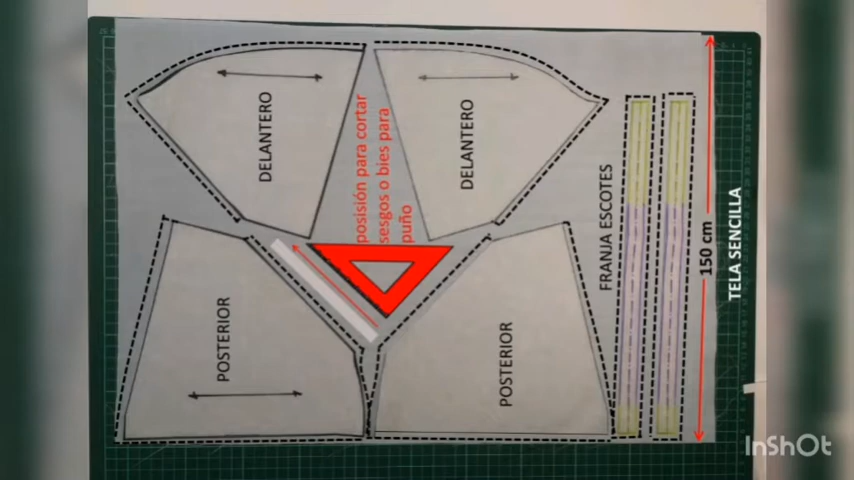 DELANTERO
DELANTERO
posisión para cortar
sesgos o bies para
puño
POSTERIOR
POSTERIOR
FRANJA ESCOTES
150 cm
TELA SENCILLA
InShOt